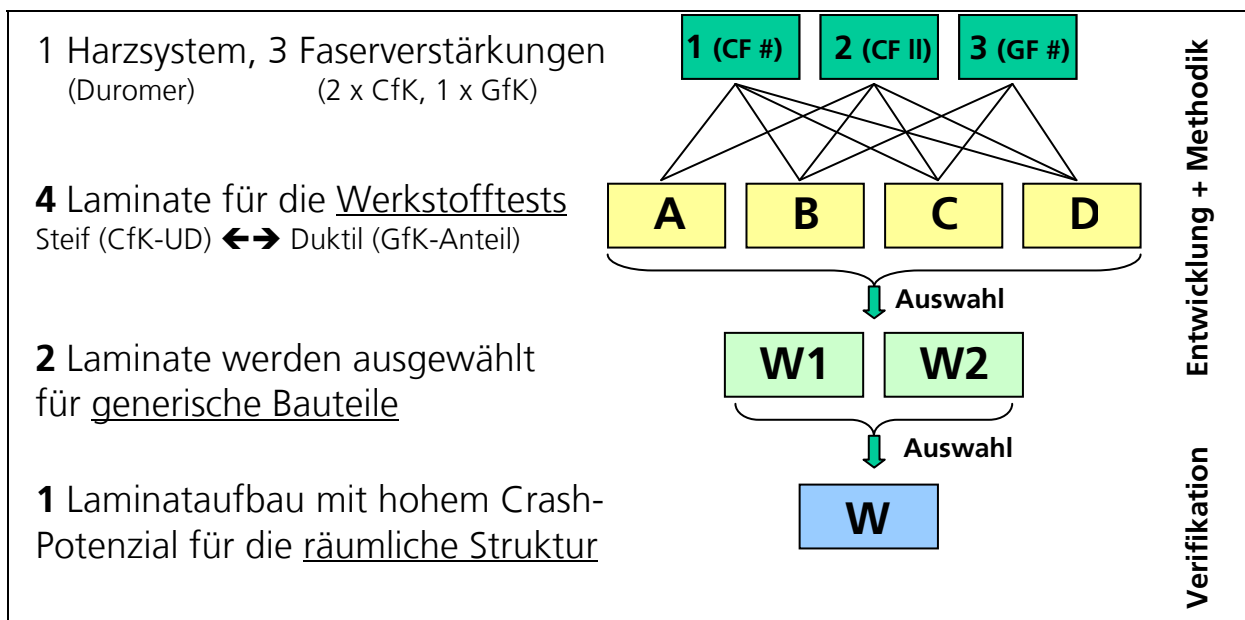 1 Harzsystem, 3 Faserverstärkungen
(Duromer) (2 x CfK, 1 x GfK)
1 (CF #) 2 (CF II) 3 (GF #)
4 Laminate für die Werkstofftests
Steif (CfK-UD) ←→ Duktil (GfK-Anteil)
A B C D
Auswahl
2 Laminate werden ausgewählt
für generische Bauteile
W1 W2
Auswahl
1 Laminataufbau mit hohem Crash-
Potenzial für die räumliche Struktur
W
Entwicklung + Methodik
Verifikation